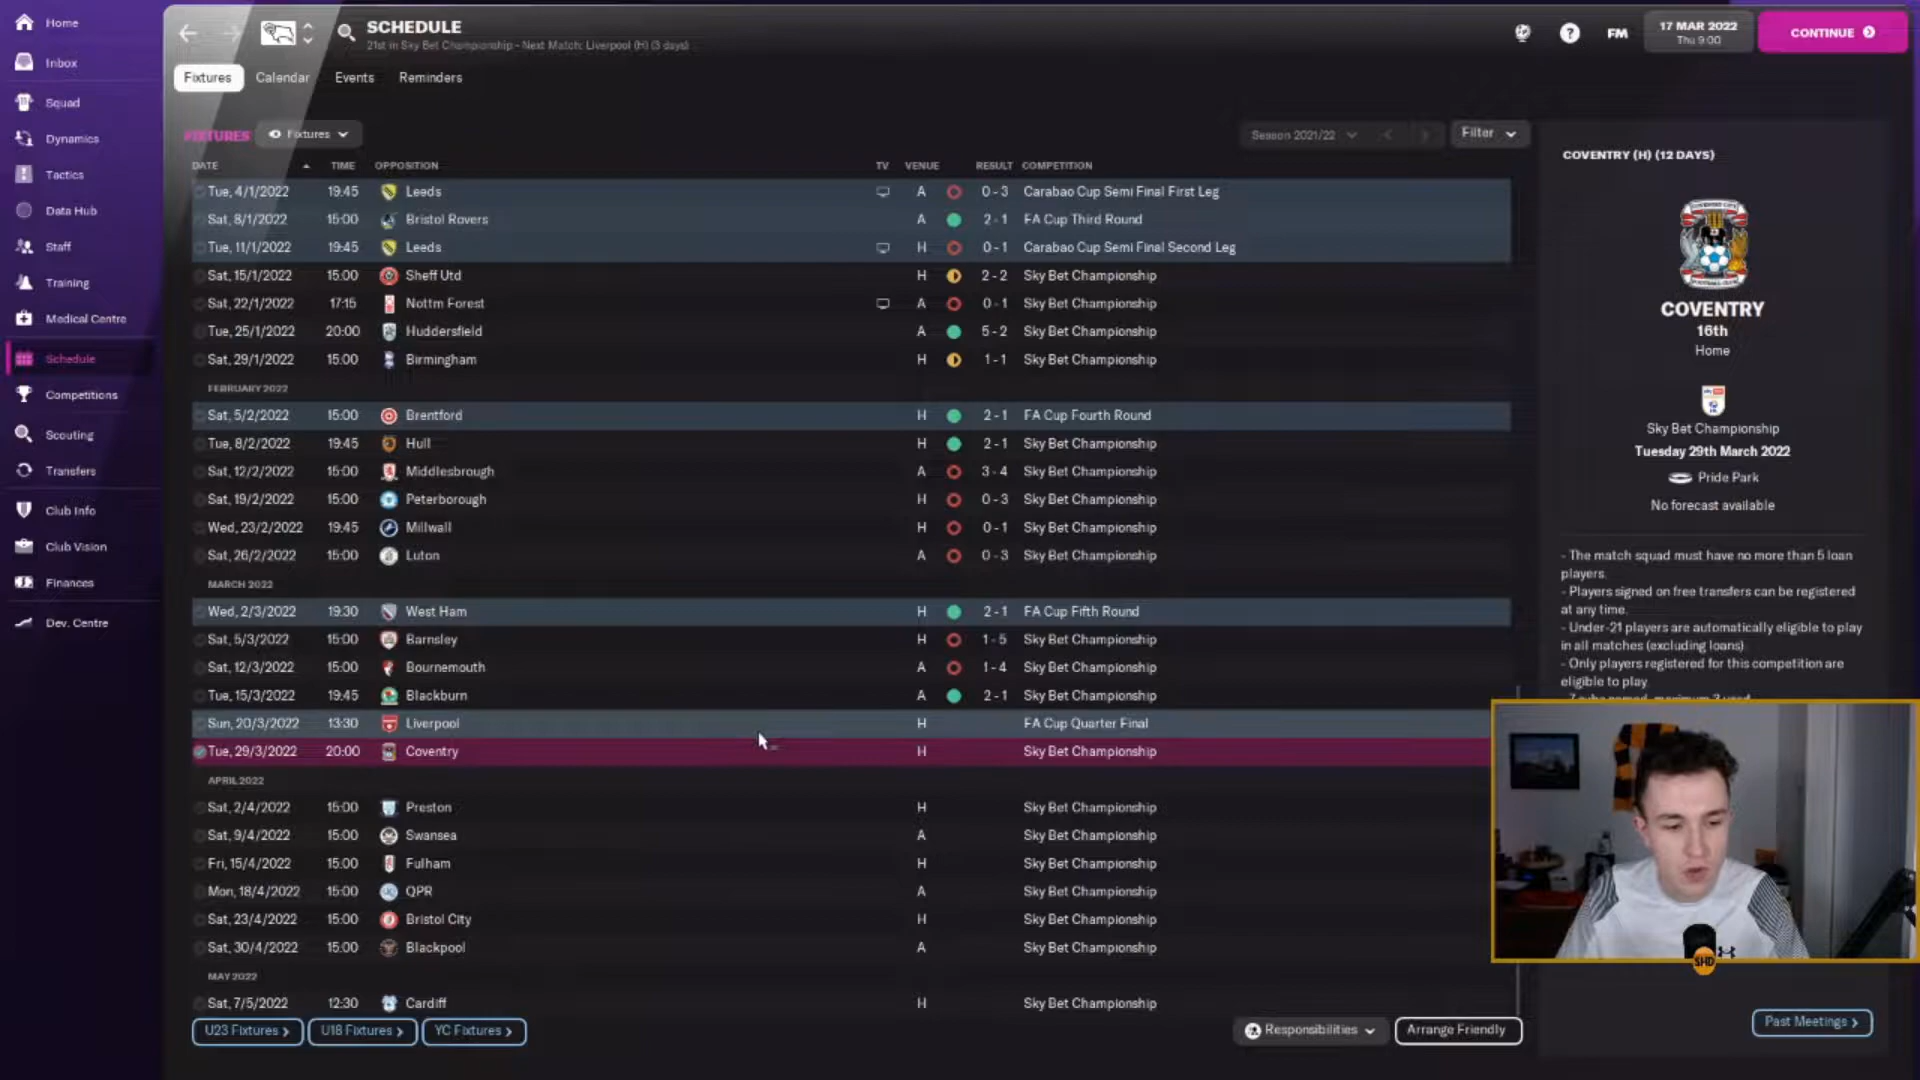 Home
Inbox
Squad
Dynamics
Tactics
Data Hub
Staff
Training
Medical Centre
Schedule
Competitions
Scouting
Transfers
Club Info
Club Vision
Finances
Dev. Centre
SCHEDULE
21st in Sky Bet Championship - Next Match: Liverpool (H) (3 days)
? FM 17 MAR 2022
Thu 9:00
CONTINUE
Fixtures Calendar Events Reminders
FIXTURES Fixtures Season 2021/22 Filter
DATE TIME OPPOSITION TV VENUE RESULT COMPETITION
Tue, 4/1/2022 19:45 Leeds A 0 - 3 Carabao Cup Semi Final First Leg
Sat, 8/1/2022 15:00 Bristol Rovers A 2 - 1 FA Cup Third Round
Tue, 11/1/2022 19:45 Leeds H 0 - 1 Carabao Cup Semi Final Second Leg
Sat, 15/1/2022 15:00 Sheff Utd H 2 - 2 Sky Bet Championship
Sat, 22/1/2022 17:15 Nottm Forest A 0 - 1 Sky Bet Championship
Tue, 25/1/2022 20:00 Huddersfield A 5 - 2 Sky Bet Championship
Sat, 29/1/2022 15:00 Birmingham H 1 - 1 Sky Bet Championship
FEBRUARY 2022
Sat, 5/2/2022 15:00 Brentford H 2 - 1 FA Cup Fourth Round
Tue, 8/2/2022 19:45 Hull H 2 - 1 Sky Bet Championship
Sat, 12/2/2022 15:00 Middlesbrough A 3 - 4 Sky Bet Championship
Sat, 19/2/2022 15:00 Peterborough H 0 - 3 Sky Bet Championship
Wed, 23/2/2022 19:45 Millwall H 0 - 1 Sky Bet Championship
Sat, 26/2/2022 15:00 Luton A 0 - 3 Sky Bet Championship
MARCH 2022
Wed, 2/3/2022 19:30 West Ham H 2 - 1 FA Cup Fifth Round
Sat, 5/3/2022 15:00 Barnsley H 1 - 5 Sky Bet Championship
Sat, 12/3/2022 15:00 Bournemouth A 1 - 4 Sky Bet Championship
Tue, 15/3/2022 19:45 Blackburn A 2 - 1 Sky Bet Championship
Sun, 20/3/2022 13:30 Liverpool H FA Cup Quarter Final
Tue, 29/3/2022 20:00 Coventry H Sky Bet Championship
APRIL 2022
Sat, 2/4/2022 15:00 Preston H Sky Bet Championship
Sat, 9/4/2022 15:00 Swansea A Sky Bet Championship
Fri, 15/4/2022 15:00 Fulham H Sky Bet Championship
Mon, 18/4/2022 15:00 QPR A Sky Bet Championship
Sat, 23/4/2022 15:00 Bristol City H Sky Bet Championship
Sat, 30/4/2022 15:00 Blackpool A Sky Bet Championship
MAY 2022
Sat, 7/5/2022 12:30 Cardiff H Sky Bet Championship
U23 Fixtures > U18 Fixtures > YC Fixtures > Responsibilities Arrange Friendly
COVENTRY (H) (12 DAYS)
COVENTRY
16th
Home
Sky Bet Championship
Tuesday 29th March 2022
Pride Park
No forecast available
- The match squad must have no more than 5 loan
players.
- Players signed on free transfers can be registered
at any time.
- Under-21 players are automatically eligible to play
in all matches (excluding loans)
- Only players registered for this competition are
eligible to play.
SHD
Past Meetings >